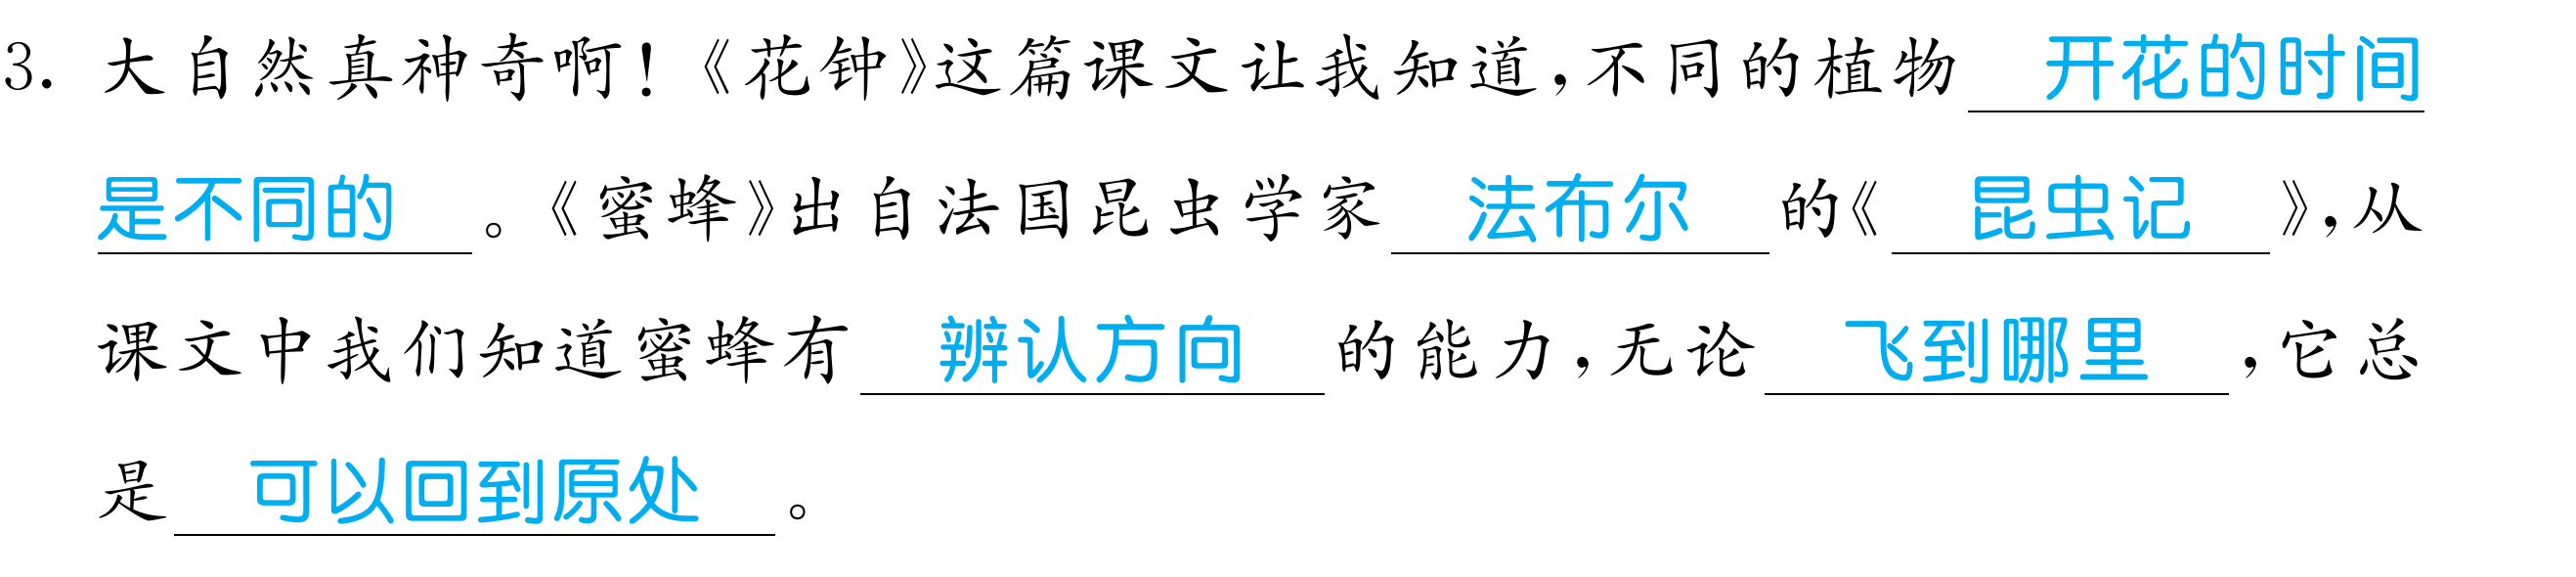 3. 大自然真神奇啊！《花钟》这篇课文让我知道，不同的植物 开花的时间
是不同的 。《蜜蜂》出自法国昆虫学家 法布尔 的《 昆虫记 》，从
课文中我们知道蜜蜂有 辨认方向 的能力，无论 飞到哪里 ，它总
是 可以回到原处 。